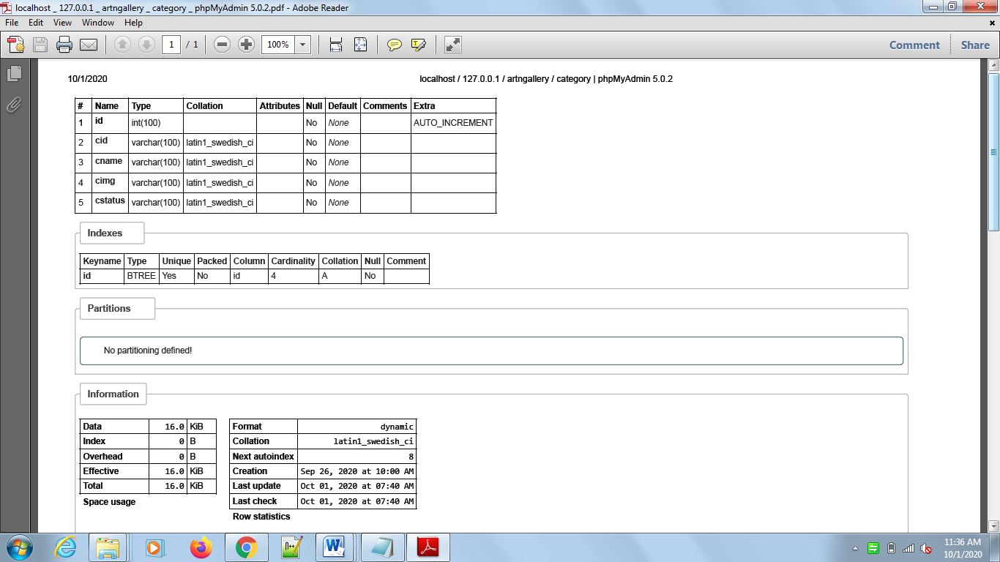 localhost _ 127.0.0.1 _ artngallery _ category _ phpMyAdmin 5.0.2.pdf - Adobe Reader
File Edit View Window Help
1 / 1 100% Comment Share
10/1/2020 localhost / 127.0.0.1 / artngallery / category | phpMyAdmin 5.0.2
# Name Type Collation Attributes Null Default Comments Extra
1 id int(100) No None AUTO_INCREMENT
2 cid varchar(100) latin1_swedish_ci No None
3 cname varchar(100) latin1_swedish_ci No None
4 cimg varchar(100) latin1_swedish_ci No None
5 cstatus varchar(100) latin1_swedish_ci No None
Indexes
Keyname Type Unique Packed Column Cardinality Collation Null Comment
id BTREE Yes No id 4 A No
Partitions
No partitioning defined!
Information
Data 16.0 KiB Format dynamic
Index 0 B Collation latin1_swedish_ci
Overhead 0 B Next autoindex 8
Effective 16.0 KiB Creation Sep 26, 2020 at 10:00 AM
Total 16.0 KiB Last update Oct 01, 2020 at 07:40 AM
Space usage Last check Oct 01, 2020 at 07:40 AM
Row statistics
11:36 AM
10/1/2020